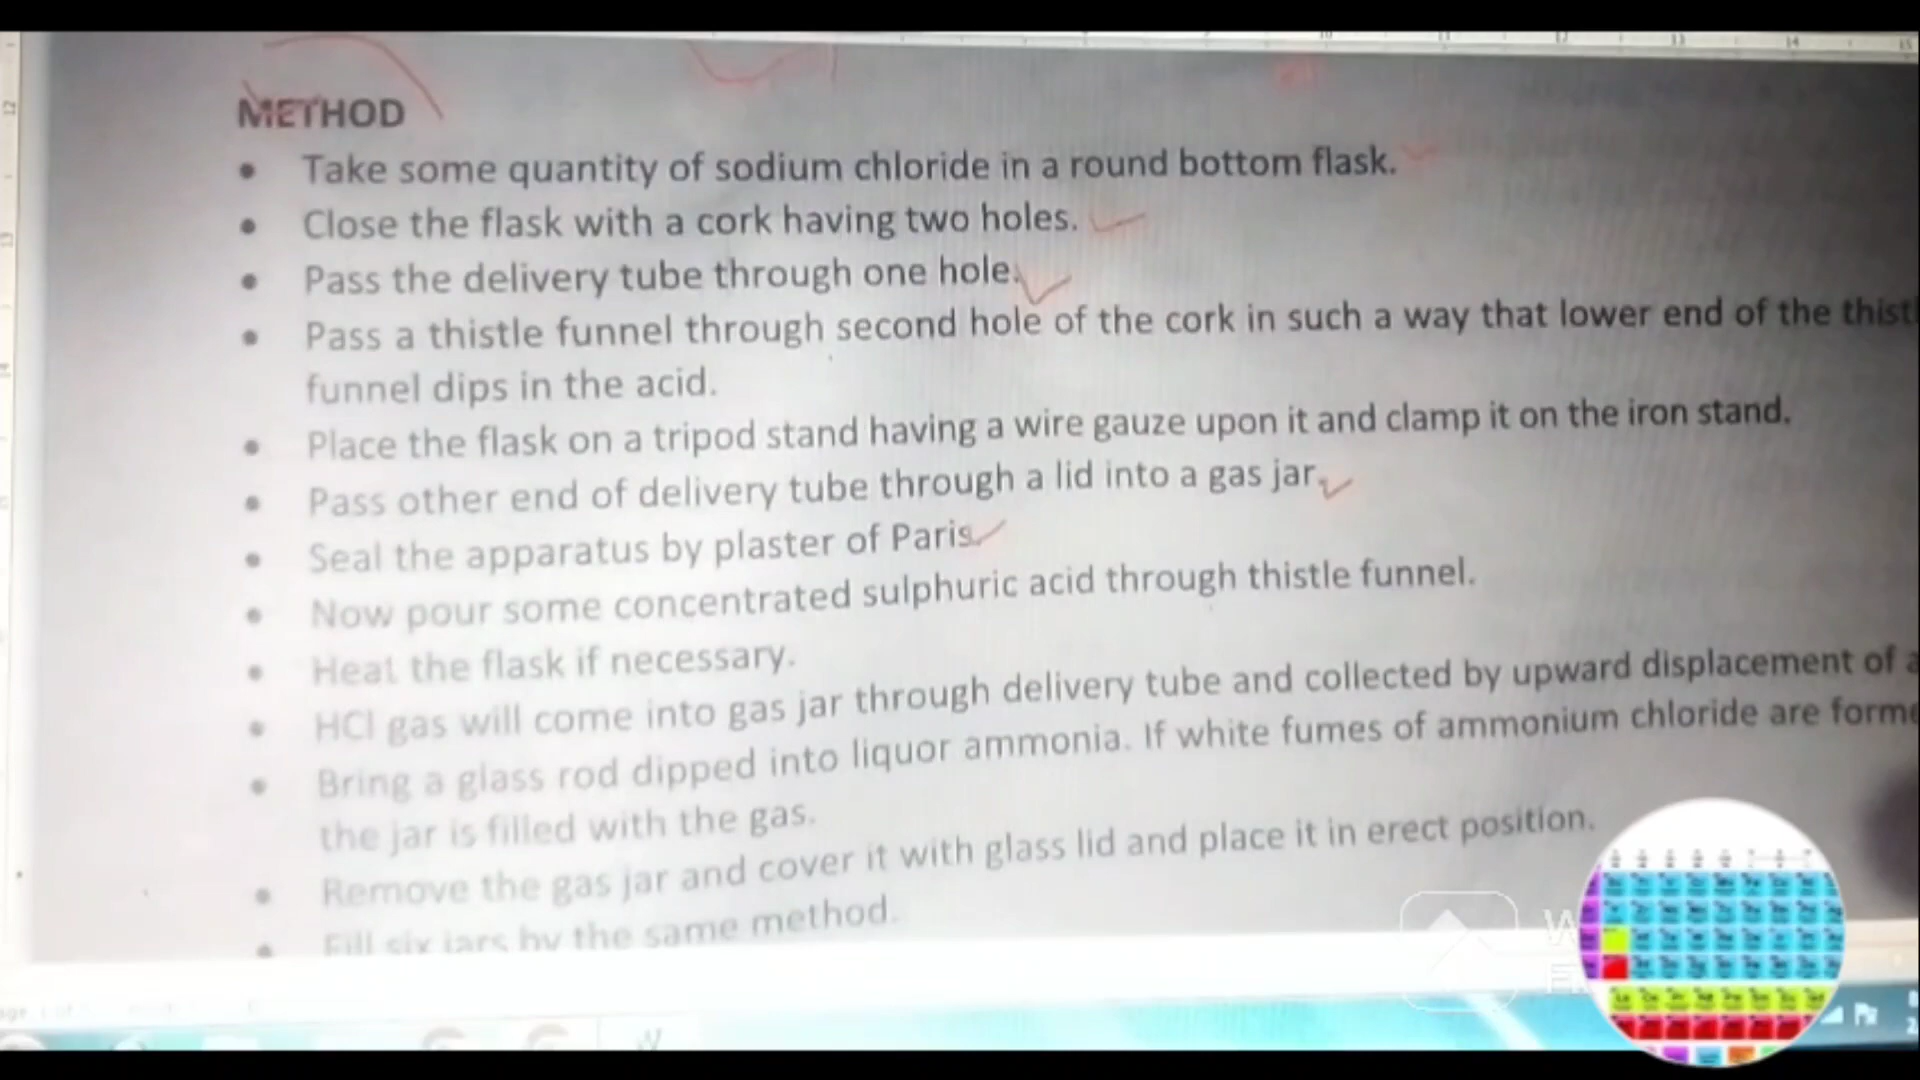 METHOD
• Take some quantity of sodium chloride in a round bottom flask.
• Close the flask with a cork having two holes.
• Pass the delivery tube through one hole.
• Pass a thistle funnel through second hole of the cork in such a way that lower end of the thistl
funnel dips in the acid.
• Place the flask on a tripod stand having a wire gauze upon it and clamp it on the iron stand.
• Pass other end of delivery tube through a lid into a gas jar.
• Seal the apparatus by plaster of Paris.
• Now pour some concentrated sulphuric acid through thistle funnel.
• Heat the flask if necessary.
• HCl gas will come into gas jar through delivery tube and collected by upward displacement of a
• Bring a glass rod dipped into liquor ammonia. If white fumes of ammonium chloride are forme
the jar is filled with the gas.
• Remove the gas jar and cover it with glass lid and place it in erect position.
• Fill six jars by the same method.